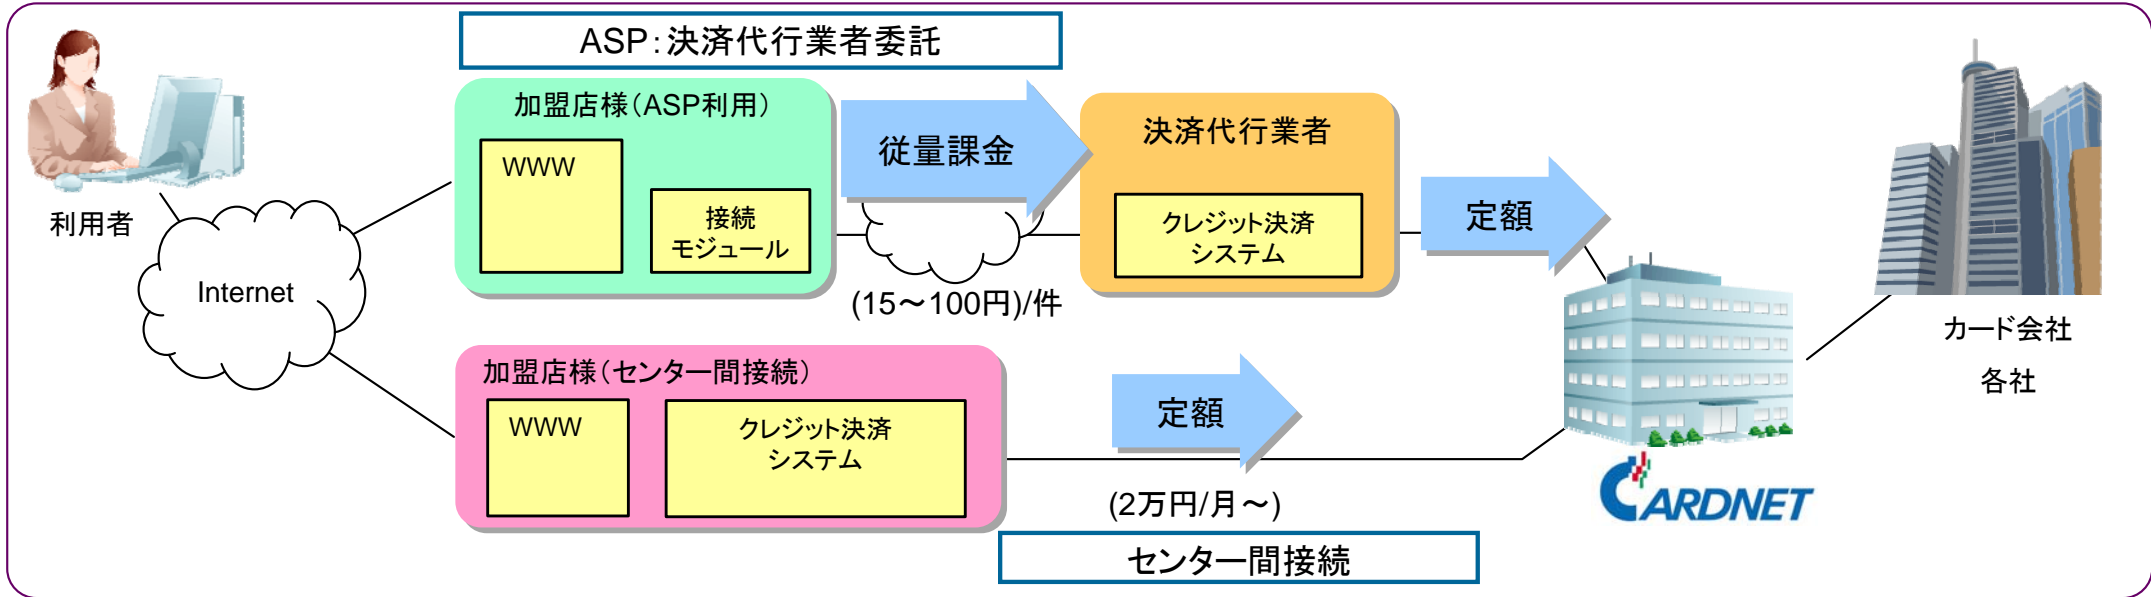 ASP：決済代行業者委託
加盟店様（ASP利用）
WWW
接続
モジュール
従量課金
(15～100円)/件
決済代行業者
クレジット決済
システム
定額
利用者
Internet
加盟店様（センター間接続）
WWW
クレジット決済
システム
定額
(2万円/月～)
センター間接続
CARDNET
カード会社
各社